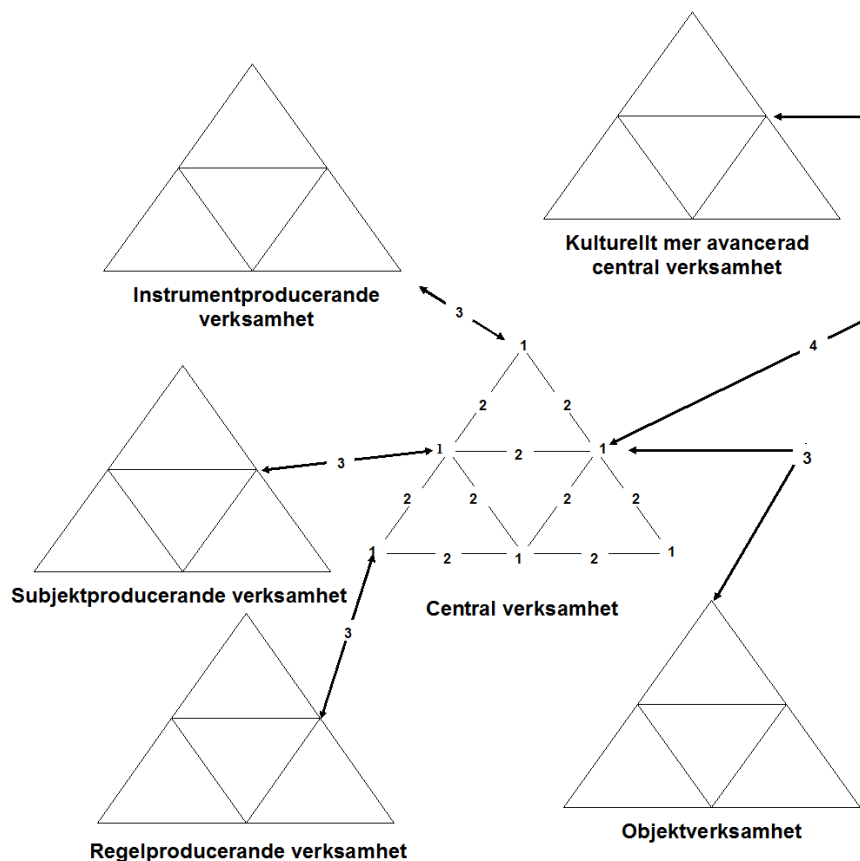 Kulturellt mer avancerad
central verksamhet
Instrumentproducerande
verksamhet
3
1
4
2 2
1 2 1
3
3
2 2 2 2
1 2 1 2 1
Subjektproducerande verksamhet
Central verksamhet
3
Objektverksamhet
Regelproducerande verksamhet